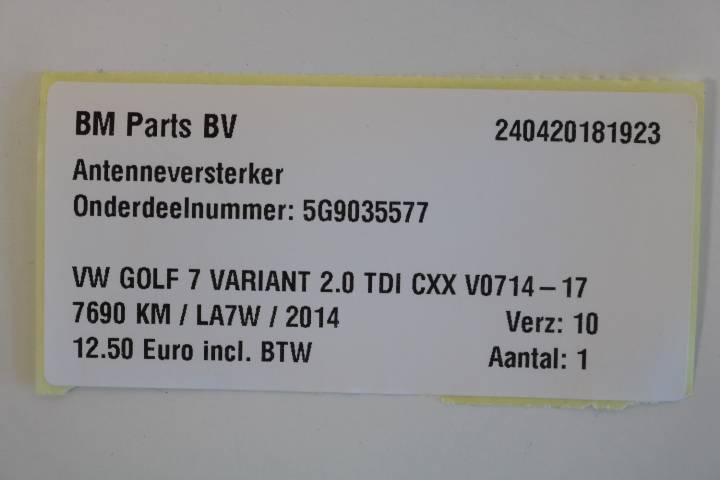 BM Parts BV 240420181923
Antenneversterker
Onderdeelnummer: 5G9035577
VW GOLF 7 VARIANT 2.0 TDI CXX V0714-17
7690 KM / LA7W / 2014 Verz: 10
12.50 Euro incl. BTW Aantal: 1